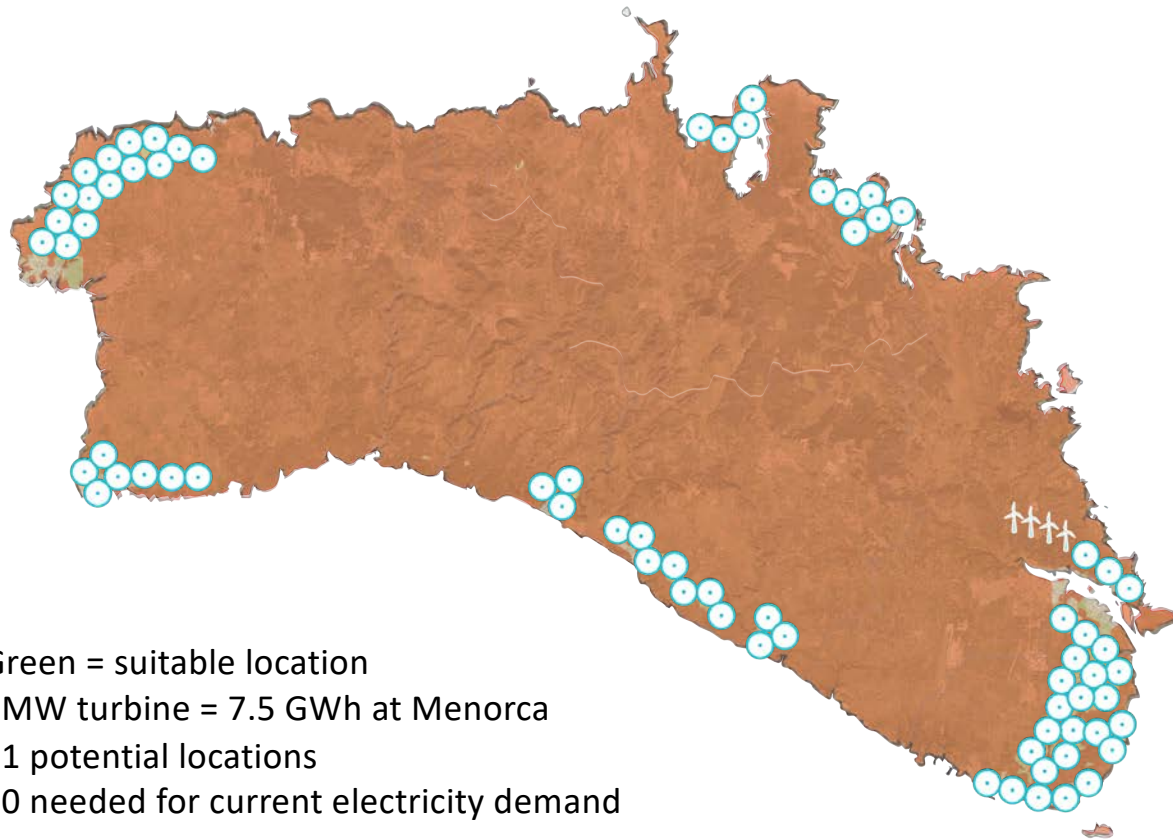 Green = suitable location
MW turbine = 7.5 GWh at Menorca
1 potential locations
0 needed for current electricity demand